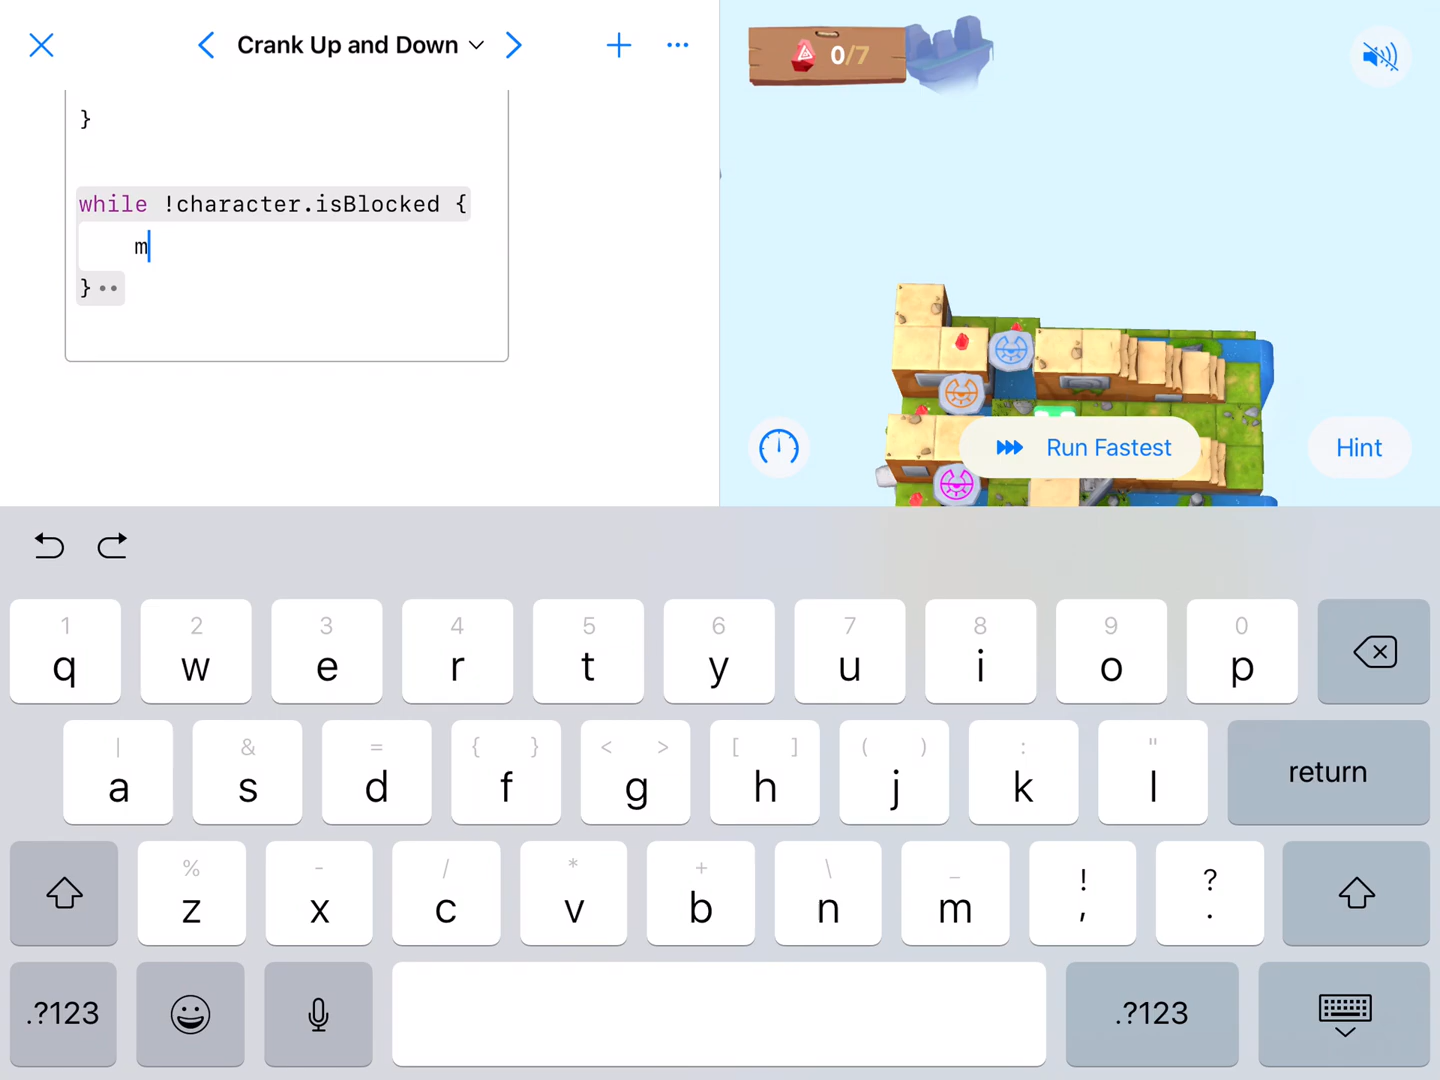 Crank Up and Down
0/7
}
while !character.isBlocked {
m
}
Run Fastest
Hint
1 2 3 4 5 6 7 8 9 0
q w e r t y u i o p
| & = { } < > [ ] ( ) : "
a s d f g h j k l return
% - / * + \ _ ! ?
z x c v b n m , .
.?123 .?123